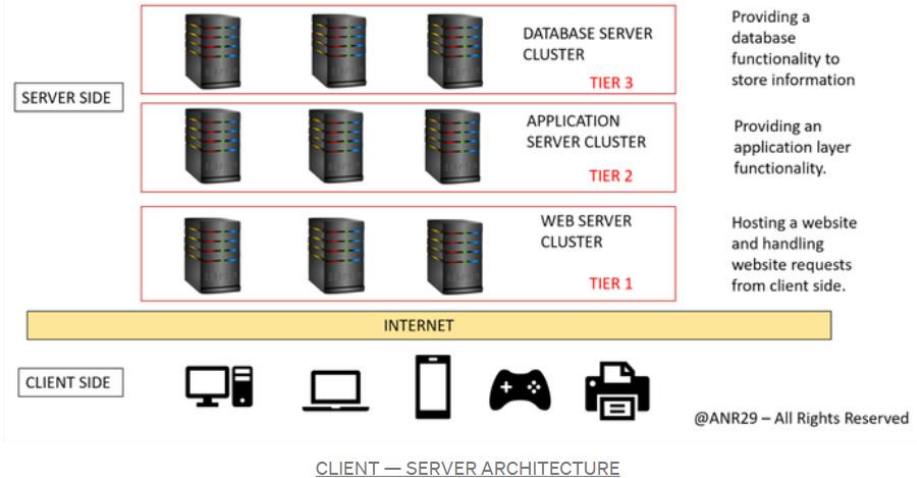 SERVER SIDE
DATABASE SERVER
CLUSTER
TIER 3
Providing a
database
functionality to
store information
APPLICATION
SERVER CLUSTER
TIER 2
Providing an
application layer
functionality.
WEB SERVER
CLUSTER
TIER 1
Hosting a website
and handling
website requests
from client side.
INTERNET
CLIENT SIDE
@ANR29 – All Rights Reserved
CLIENT — SERVER ARCHITECTURE